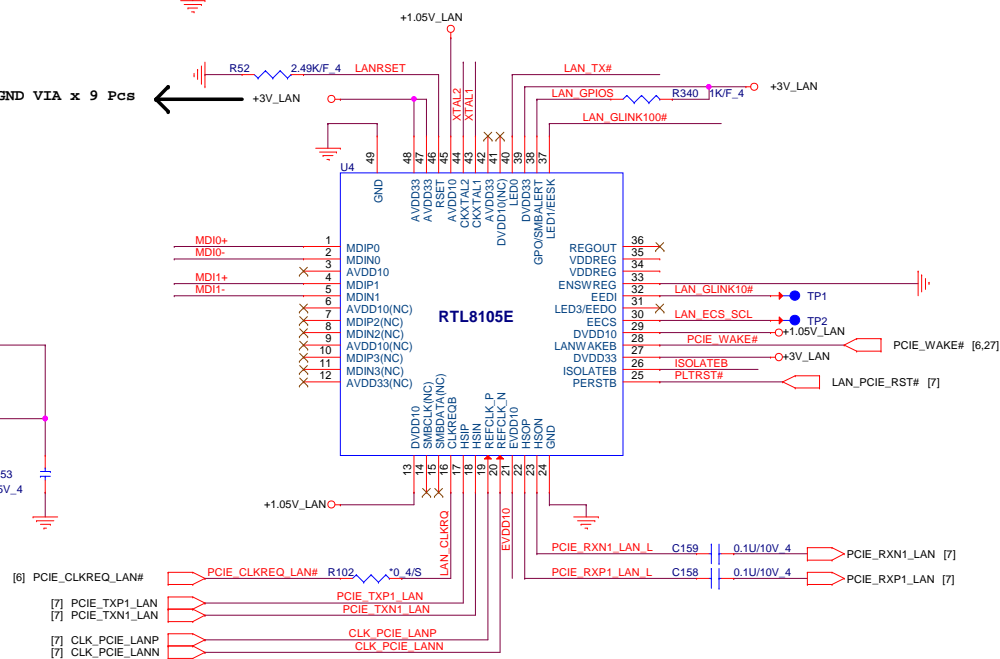 +1.05V_LAN
R52 2.49K/F_4 LANRSET
LAN_TX#
GND VIA x 9 Pcs
+3V_LAN
XTAL2
XTAL1
LAN_GPIOS
R340 1K/F_4
+3V_LAN
LAN_GLINK100#
49 48 47 46 45 44 43 42 41 40 39 38 37
U4
GND
AVDD33
AVDD33
RSET
AVDD10
CKXTAL2
CKXTAL1
AVDD33
DVDD10(NC)
LED0
DVDD33
GPO/SMBALERT
LED1/EESK
MDI0+ 1 MDIP0
MDI0- 2 MDIN0
3 AVDD10
MDI1+ 4 MDIP1
MDI1- 5 MDIN1
6 AVDD10(NC)
7 MDIP2(NC)
8 MDIN2(NC)
9 AVDD10(NC)
10 MDIP3(NC)
11 MDIN3(NC)
12 AVDD33(NC)
RTL8105E
REGOUT 36
VDDREG 35
VDDREG 34
ENSWREG 33
EEDI 32 LAN_GLINK10# TP1
LED3/EEDO 31
EECS 30 LAN_ECS_SCL TP2
DVDD10 29 +1.05V_LAN
LANWAKEB 28 PCIE_WAKE# PCIE_WAKE# [6,27]
DVDD33 27 +3V_LAN
ISOLATEB 26 ISOLATEB
PERSTB 25 PLTRST# LAN_PCIE_RST# [7]
DVDD10
SMBCLK(NC)
SMBDATA(NC)
CLKREQB
HSIP
HSIN
REFCLK_P
REFCLK_N
EVDD10
HSOP
HSON
GND
13 14 15 16 17 18 19 20 21 22 23 24
53
5V_4
+1.05V_LAN
LAN_CLKRQ
EVDD10
PCIE_RXN1_LAN_L C159 0.1U/10V_4 PCIE_RXN1_LAN [7]
PCIE_RXP1_LAN_L C158 0.1U/10V_4 PCIE_RXP1_LAN [7]
[6] PCIE_CLKREQ_LAN# PCIE_CLKREQ_LAN# R102 *0_4/S
[7] PCIE_TXP1_LAN PCIE_TXP1_LAN
[7] PCIE_TXN1_LAN PCIE_TXN1_LAN
[7] CLK_PCIE_LANP CLK_PCIE_LANP
[7] CLK_PCIE_LANN CLK_PCIE_LANN